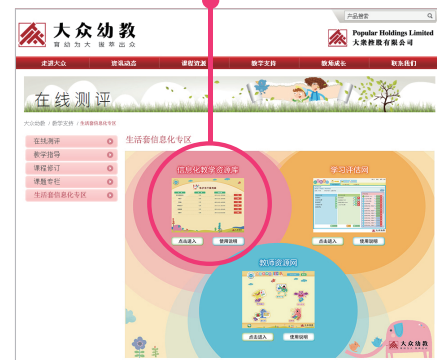 产品搜索
大众幼教
育幼为大 拔萃出众
Popular Holdings Limited
大眾控股有限公司
走进大众 资讯动态 课程资源 教学支持 教师成长 联系我们
在线测评
大众幼教 / 教学支持 / 生活套信息化专区
在线测评
教学指导
课程修订
课题专栏
生活套信息化专区
生活套信息化专区
信息化教学资源库
点击进入 使用说明
学习评估网
点击进入 使用说明
教师资源网
点击进入 使用说明
大众幼教